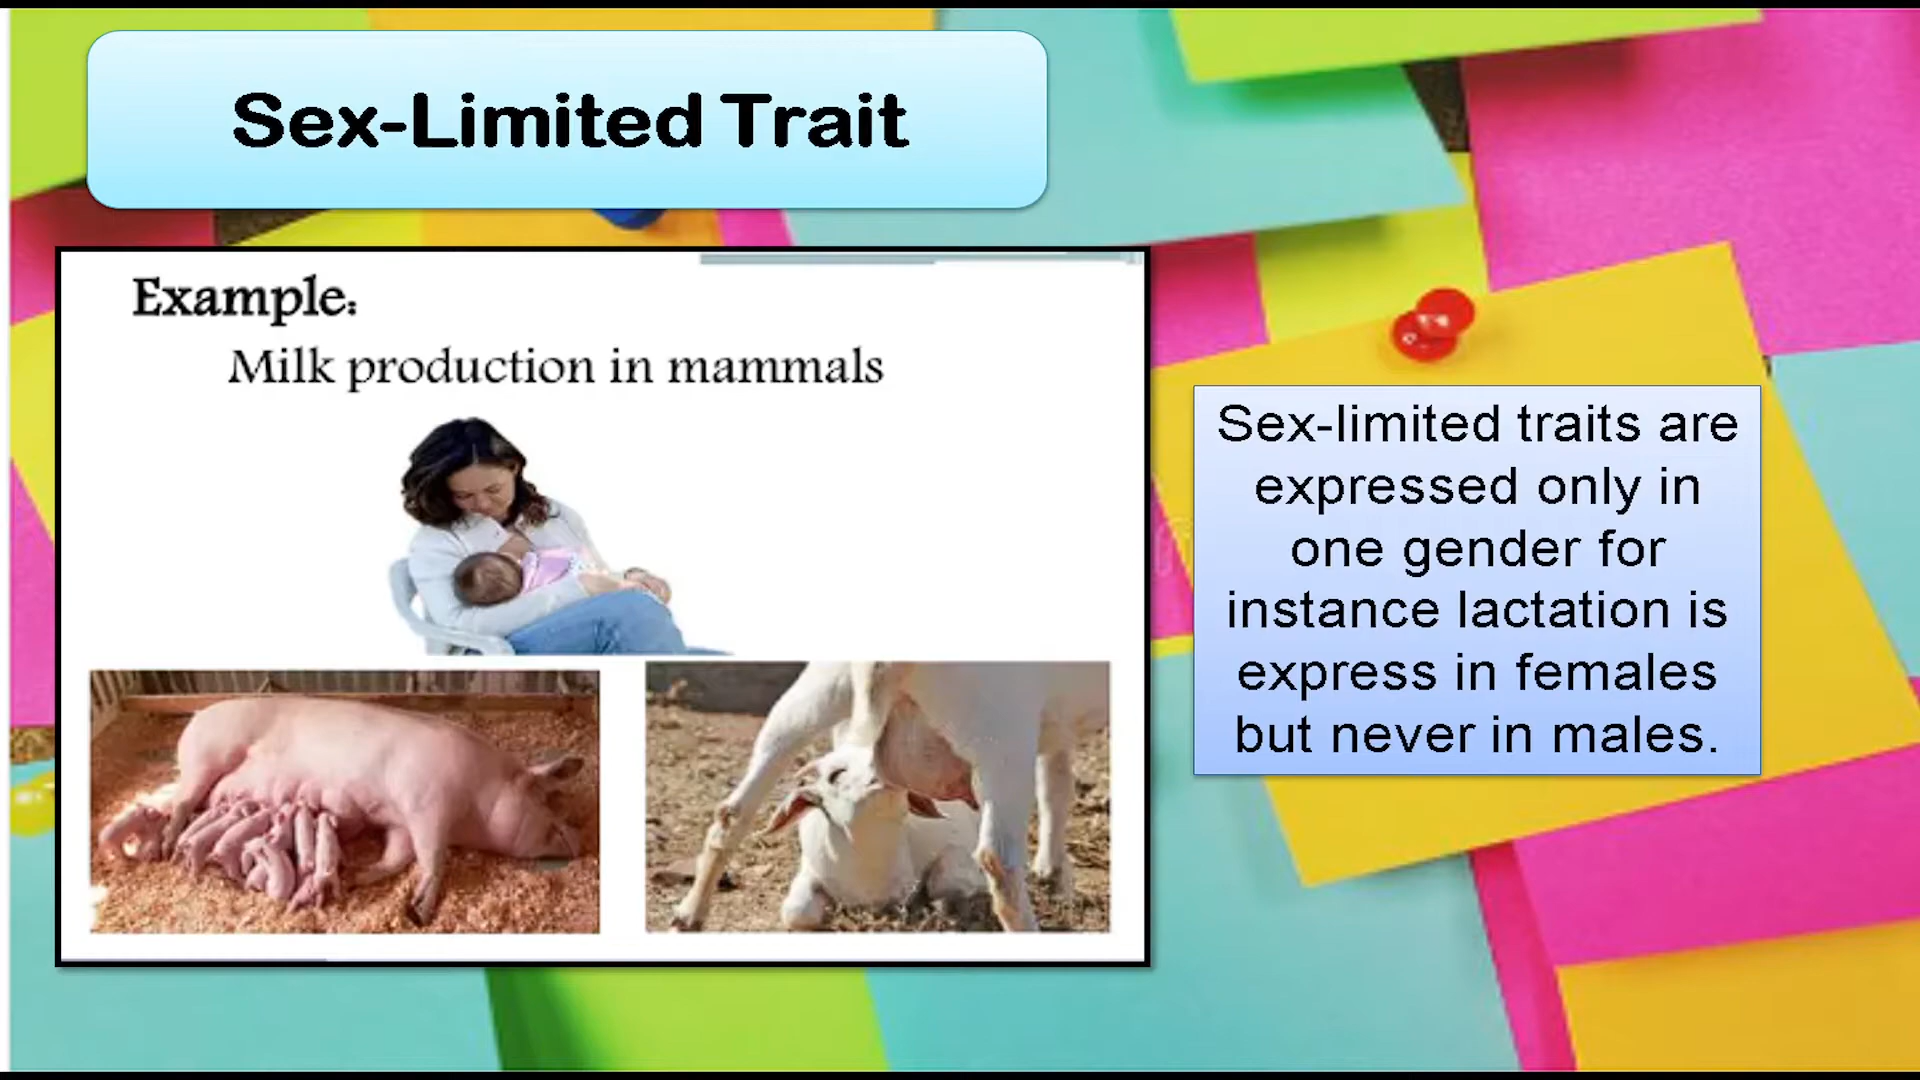 Sex-Limited Trait
Example:
Milk production in mammals
Sex-limited traits are
expressed only in
one gender for
instance lactation is
express in females
but never in males.